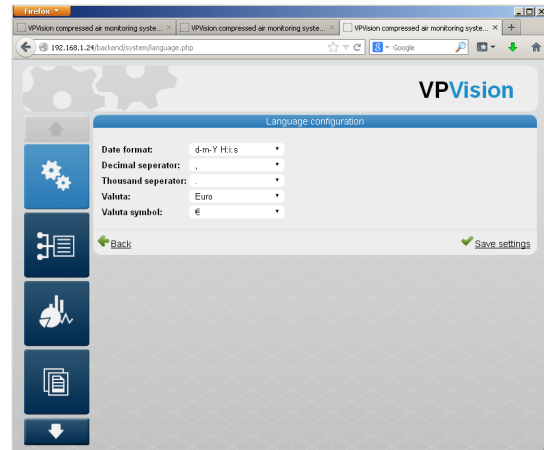 Firefox
VPVision compressed air monitoring syste...
VPVision compressed air monitoring syste...
VPVision compressed air monitoring syste...
192.168.1.24/backend/system/language.php
Google
VPVision
Language configuration
Date format: d-m-Y H:i:s
Decimal seperator: ,
Thousand seperator: .
Valuta: Euro
Valuta symbol: €
Back
Save settings